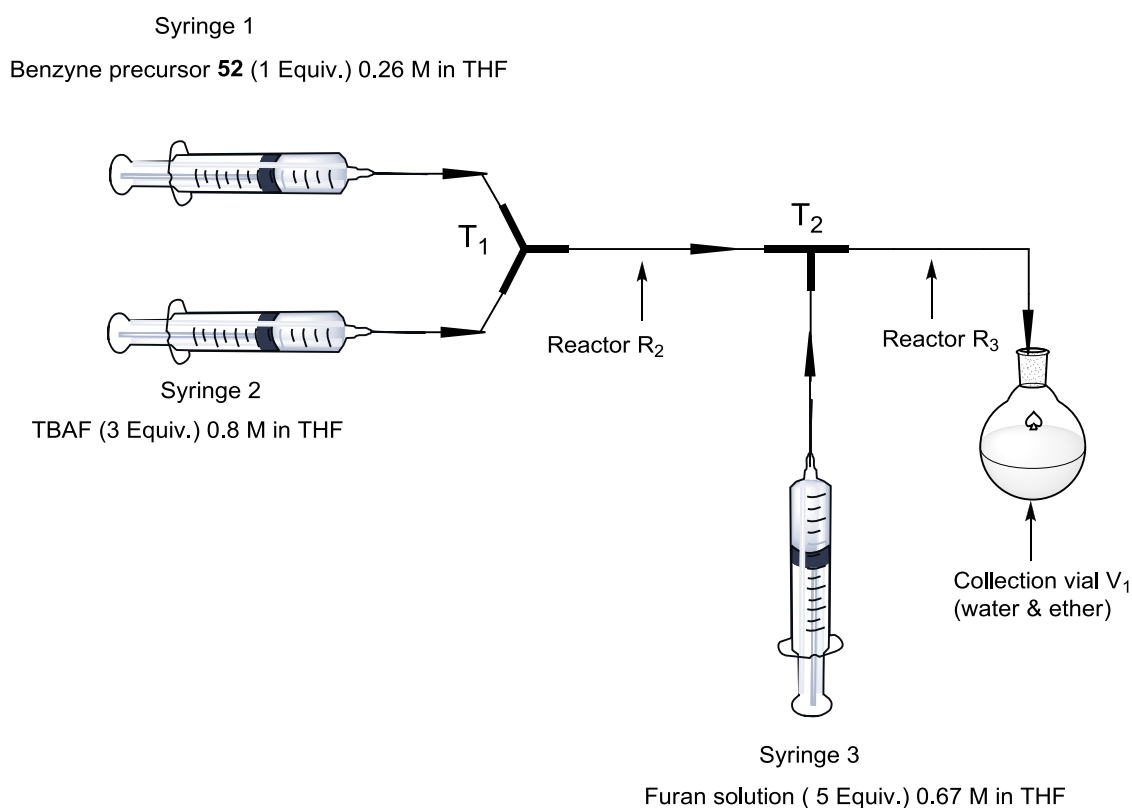 Syringe 1
Benzyne precursor 52 (1 Equiv.) 0.26 M in THF
T1
T2
Reactor R2
Reactor R3
Syringe 2
TBAF (3 Equiv.) 0.8 M in THF
Collection vial V1
(water & ether)
Syringe 3
Furan solution ( 5 Equiv.) 0.67 M in THF